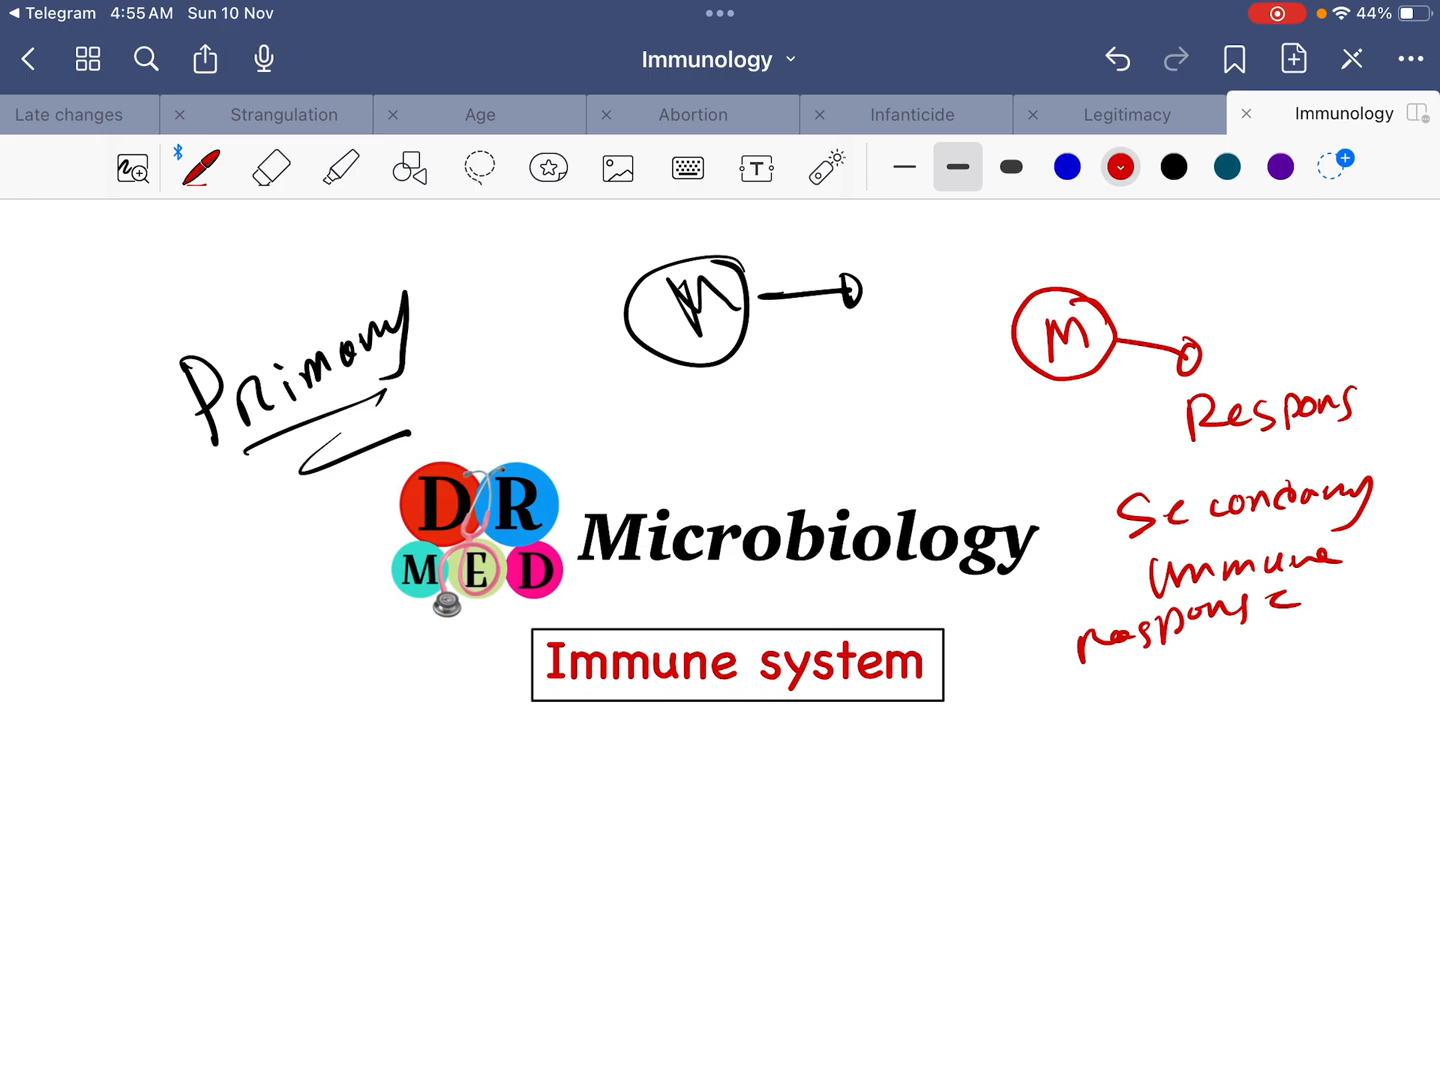 Telegram 4:55 AM Sun 10 Nov 44%
Immunology
Late changes Strangulation Age Abortion Infanticide Legitimacy Immunology
T
M
M
Primary
Respons
DR
MED
Microbiology
Secondary
immune
response
Immune system